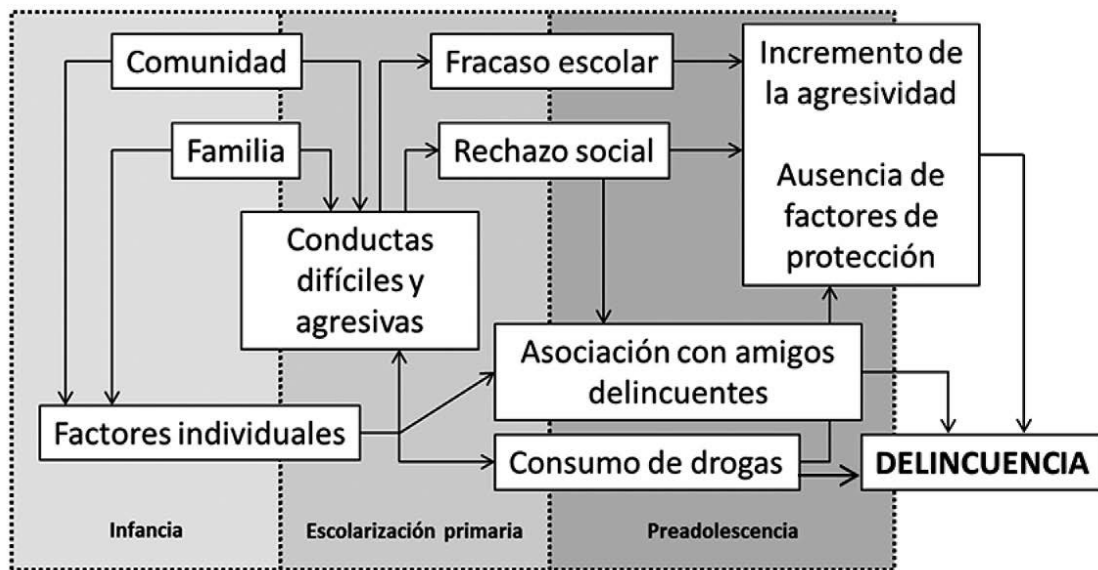 Comunidad
Familia
Factores individuales
Conductas
difíciles y
agresivas
Fracaso escolar
Rechazo social
Asociación con amigos
delincuentes
Consumo de drogas
Incremento de
la agresividad
Ausencia de
factores de
protección
DELINCUENCIA
Infancia
Escolarización primaria
Preadolescencia